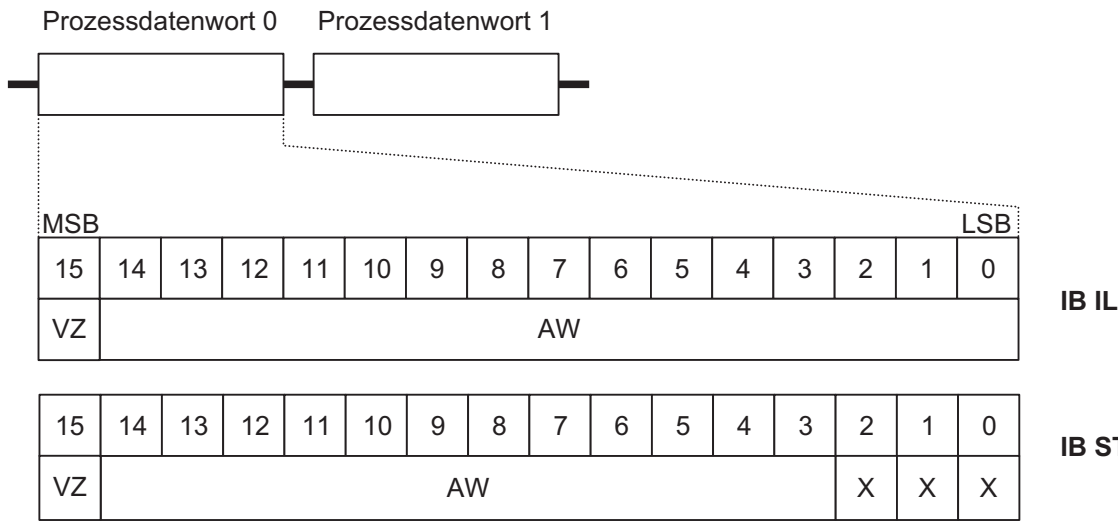 Prozessdatenwort 0 Prozessdatenwort 1
MSB LSB
15 14 13 12 11 10 9 8 7 6 5 4 3 2 1 0
IB IL
VZ AW
15 14 13 12 11 10 9 8 7 6 5 4 3 2 1 0
IB ST
VZ AW X X X